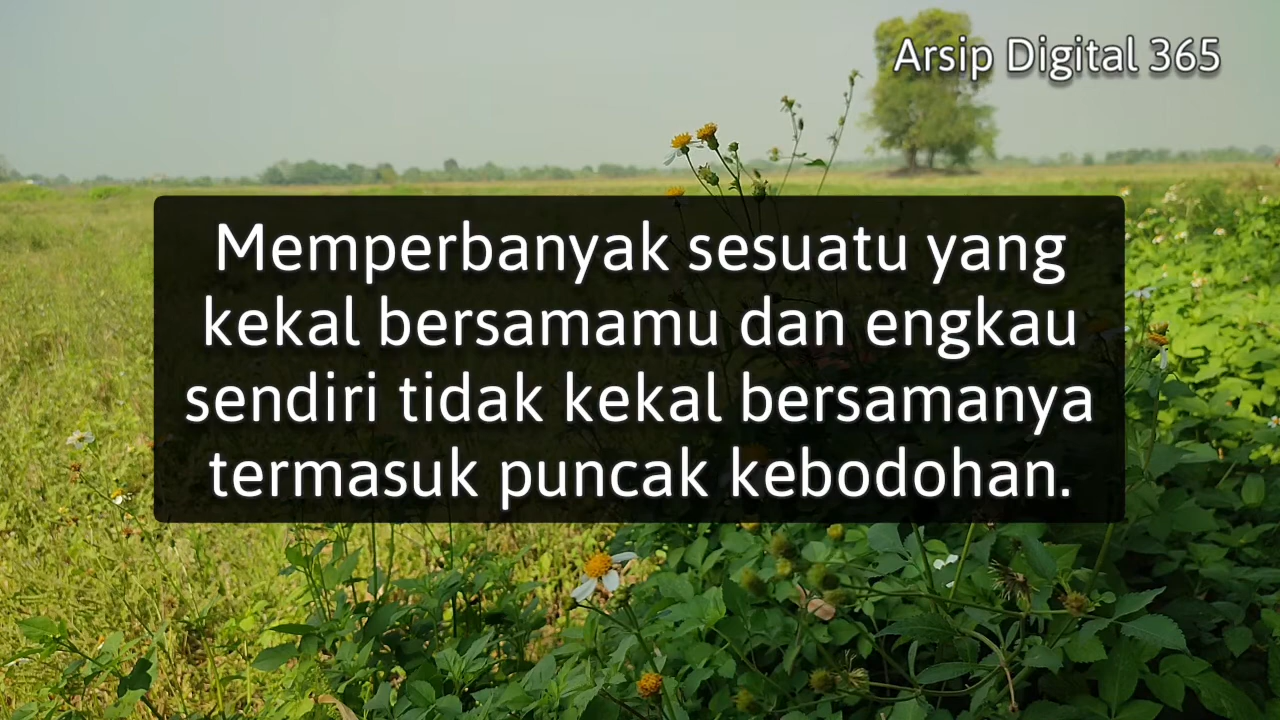 Arsip Digital 365
Memperbanyak sesuatu yang
kekal bersamamu dan engkau
sendiri tidak kekal bersamanya
termasuk puncak kebodohan.